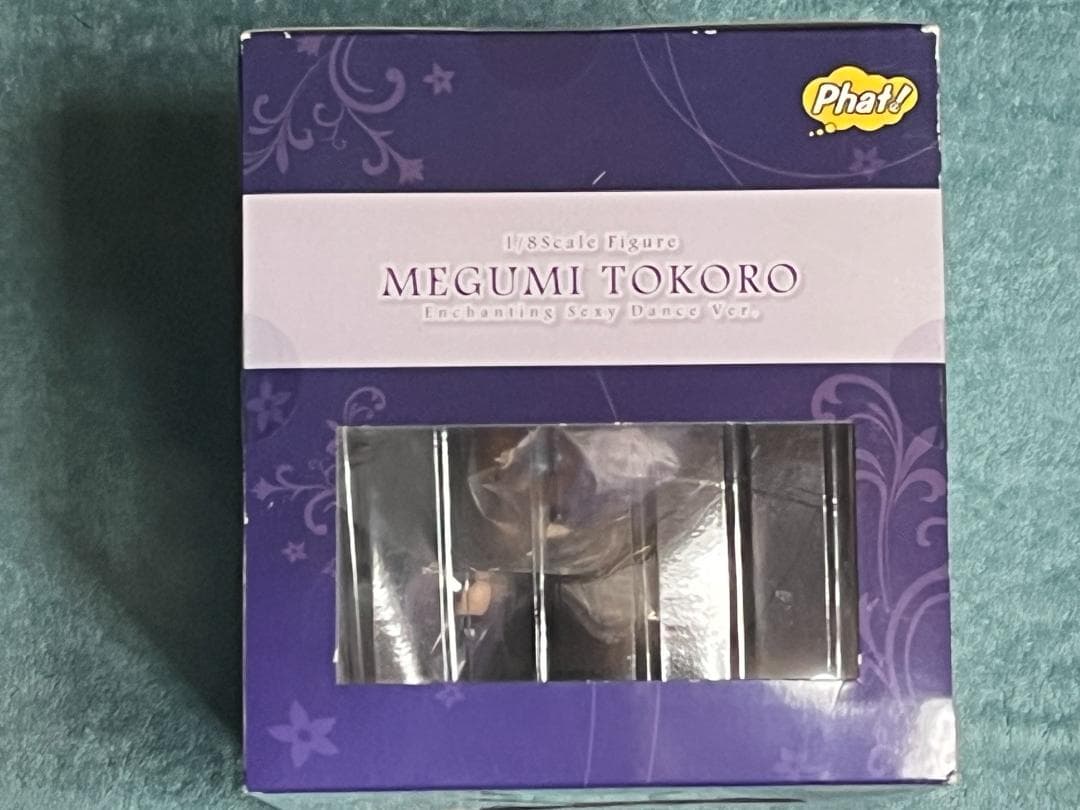 Phat!
1/8Scale Figure
MEGUMI TOKORO
Enchanting Sexy Dance Ver.